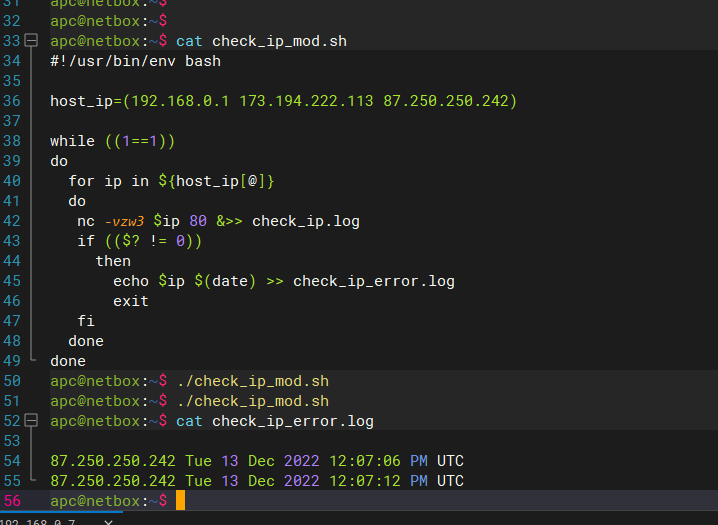 31 apc@netbox:~$
32 apc@netbox:~$
33 apc@netbox:~$ cat check_ip_mod.sh
34 #!/usr/bin/env bash
35
36 host_ip=(192.168.0.1 173.194.222.113 87.250.250.242)
37
38 while ((1==1))
39 do
40 for ip in ${host_ip[@]}
41 do
42 nc -vzw3 $ip 80 &>> check_ip.log
43 if (($? != 0))
44 then
45 echo $ip $(date) >> check_ip_error.log
46 exit
47 fi
48 done
49 done
50 apc@netbox:~$ ./check_ip_mod.sh
51 apc@netbox:~$ ./check_ip_mod.sh
52 apc@netbox:~$ cat check_ip_error.log
53
54 87.250.250.242 Tue 13 Dec 2022 12:07:06 PM UTC
55 87.250.250.242 Tue 13 Dec 2022 12:07:12 PM UTC
56 apc@netbox:~$
192.168.0.7